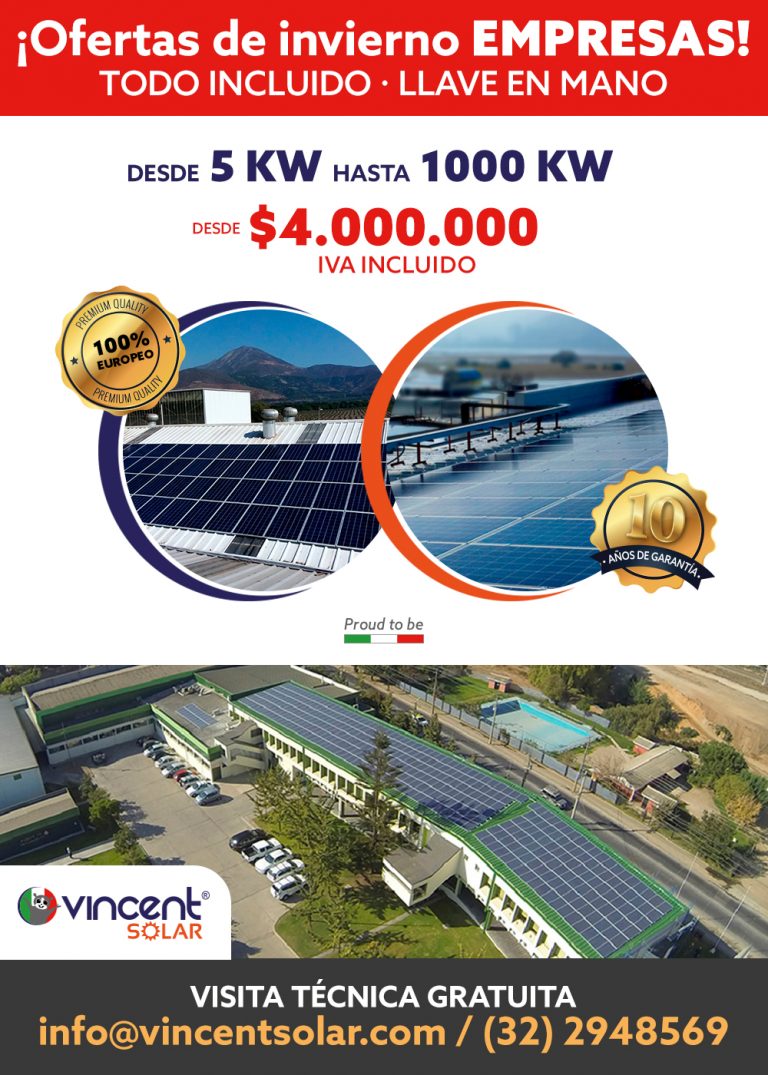 ¡Ofertas de invierno EMPRESAS!
TODO INCLUIDO · LLAVE EN MANO
DESDE 5 KW HASTA 1000 KW
DESDE $4.000.000
IVA INCLUIDO
PREMIUM QUALITY
100%
EUROPEO
PREMIUM QUALITY
10
· AÑOS DE GARANTÍA ·
Proud to be
vincent®
SOLAR
VISITA TÉCNICA GRATUITA
info@vincentsolar.com / (32) 2948569